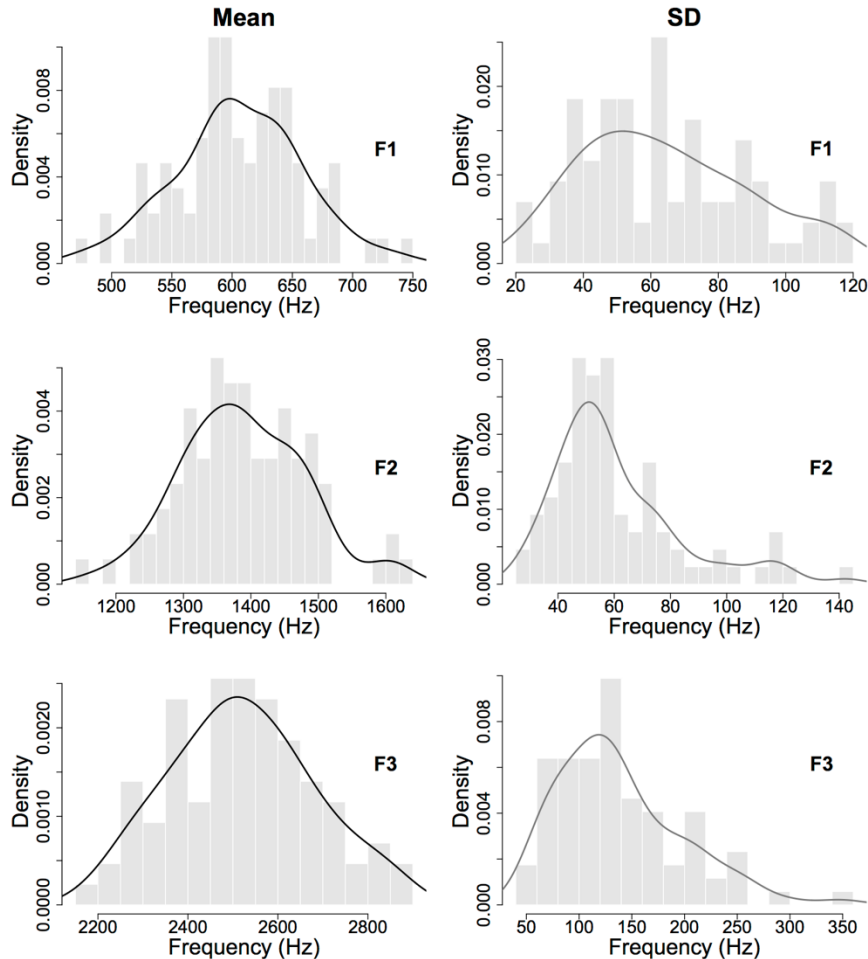 Mean
SD
Density
0.000 0.004 0.008
F1
500 550 600 650 700 750
Frequency (Hz)
Density
0.000 0.010 0.020
F1
20 40 60 80 100 120
Frequency (Hz)
Density
0.000 0.002 0.004
F2
1200 1300 1400 1500 1600
Frequency (Hz)
Density
0.000 0.010 0.020 0.030
F2
40 60 80 100 120 140
Frequency (Hz)
Density
0.0000 0.0010 0.0020
F3
2200 2400 2600 2800
Frequency (Hz)
Density
0.000 0.004 0.008
F3
50 100 150 200 250 300 350
Frequency (Hz)